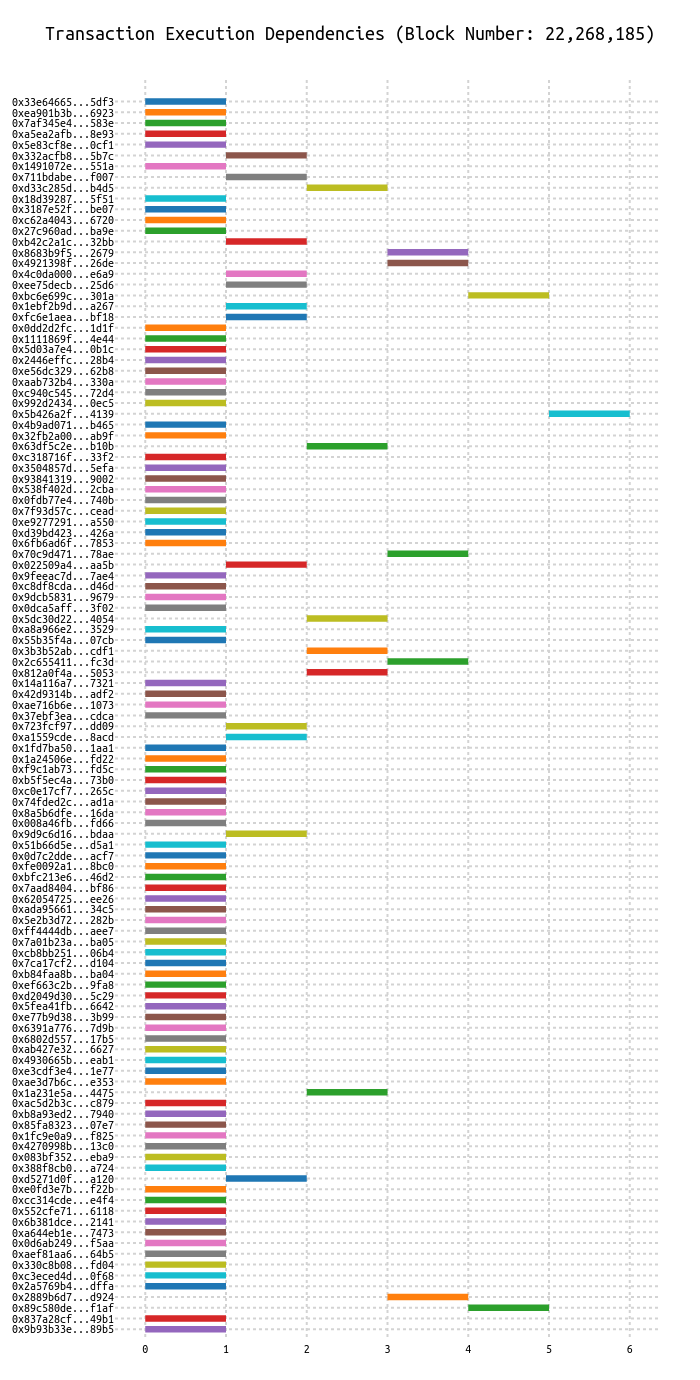 Transaction Execution Dependencies (Block Number: 22,268,185)
0x33e64665...5df3
0xea901b3b...6923
0x7af345e4...583e
0xa5ea2afb...8e93
0x5e83cf8e...0cf1
0x332acfb8...5b7c
0x1491072e...551a
0x711bdabe...f007
0xd33c285d...b4d5
0x18d39287...5f51
0x3187e52f...be07
0xc62a4043...6720
0x27c960ad...ba9e
0xb42c2a1c...32bb
0x8683b9f5...2679
0x4921398f...26de
0x4c0da000...e6a9
0xee75decb...25d6
0xbc6e699c...301a
0x1ebf2b9d...a267
0xfc6e1aea...bf18
0x0dd2d2fc...1d1f
0x1111869f...4e44
0x5d03a7e4...0b1c
0x2446effc...28b4
0xe56dc329...62b8
0xaab732b4...330a
0xc940c545...72d4
0x992d2434...0ec5
0x5b426a2f...4139
0x4b9ad071...b465
0x32fb2a00...ab9f
0x63df5c2e...b10b
0xc318716f...33f2
0x3504857d...5efa
0x93841319...9002
0x538f402d...2cba
0x0fdb77e4...740b
0x7f93d57c...cead
0xe9277291...a550
0xd39bd423...426a
0x6fb6ad6f...7853
0x70c9d471...78ae
0x022509a4...aa5b
0x9feeac7d...7ae4
0xc8df8cda...d46d
0x9dcb5831...9679
0x0dca5aff...3f02
0x5dc30d22...4054
0xa8a966e2...3529
0x55b35f4a...07cb
0x3b3b52ab...cdf1
0x2c655411...fc3d
0x812a0f4a...5053
0x14a116a7...7321
0x42d9314b...adf2
0xae716b6e...1073
0x37ebf3ea...cdca
0x723fcf97...dd09
0xa1559cde...8acd
0x1fd7ba50...1aa1
0x1a24506e...fd22
0xf9c1ab73...fd5c
0xb5f5ec4a...73b0
0xc0e17cf7...265c
0x74fded2c...ad1a
0x8a5b6dfe...16da
0x008a46fb...fd66
0x9d9c6d16...bdaa
0x51b66d5e...d5a1
0x0d7c2dde...acf7
0xfe0092a1...8bc0
0xbfc213e6...46d2
0x7aad8404...bf86
0x62054725...ee26
0xada95661...34c5
0x5e2b3d72...282b
0xff4444db...aee7
0x7a01b23a...ba05
0xcb8bb251...06b4
0x7ca17cf2...d104
0xb84faa8b...ba04
0xef663c2b...9fa8
0xd2049d30...5c29
0x5fea41fb...6642
0xe77b9d38...3b99
0x6391a776...7d9b
0x6802d557...17b5
0xab427e32...6627
0x4930665b...eab1
0xe3cdf3e4...1e77
0xae3d7b6c...e353
0x1a231e5a...4475
0xac5d2b3c...c879
0xb8a93ed2...7940
0x85fa8323...07e7
0x1fc9e0a9...f825
0x4270998b...13c0
0x083bf352...eba9
0x388f8cb0...a724
0xd5271d0f...a120
0xe0fd3e7b...f22b
0xcc314cde...e4f4
0x552cfe71...6118
0x6b381dce...2141
0xa644eb1e...7473
0x0d6ab249...f5aa
0xaef81aa6...64b5
0x330c8b08...fd04
0xc3eced4d...0f68
0x2a5769b4...dffa
0x2889b6d7...d924
0x89c580de...f1af
0x837a28cf...49b1
0x9b93b33e...89b5
0 1 2 3 4 5 6